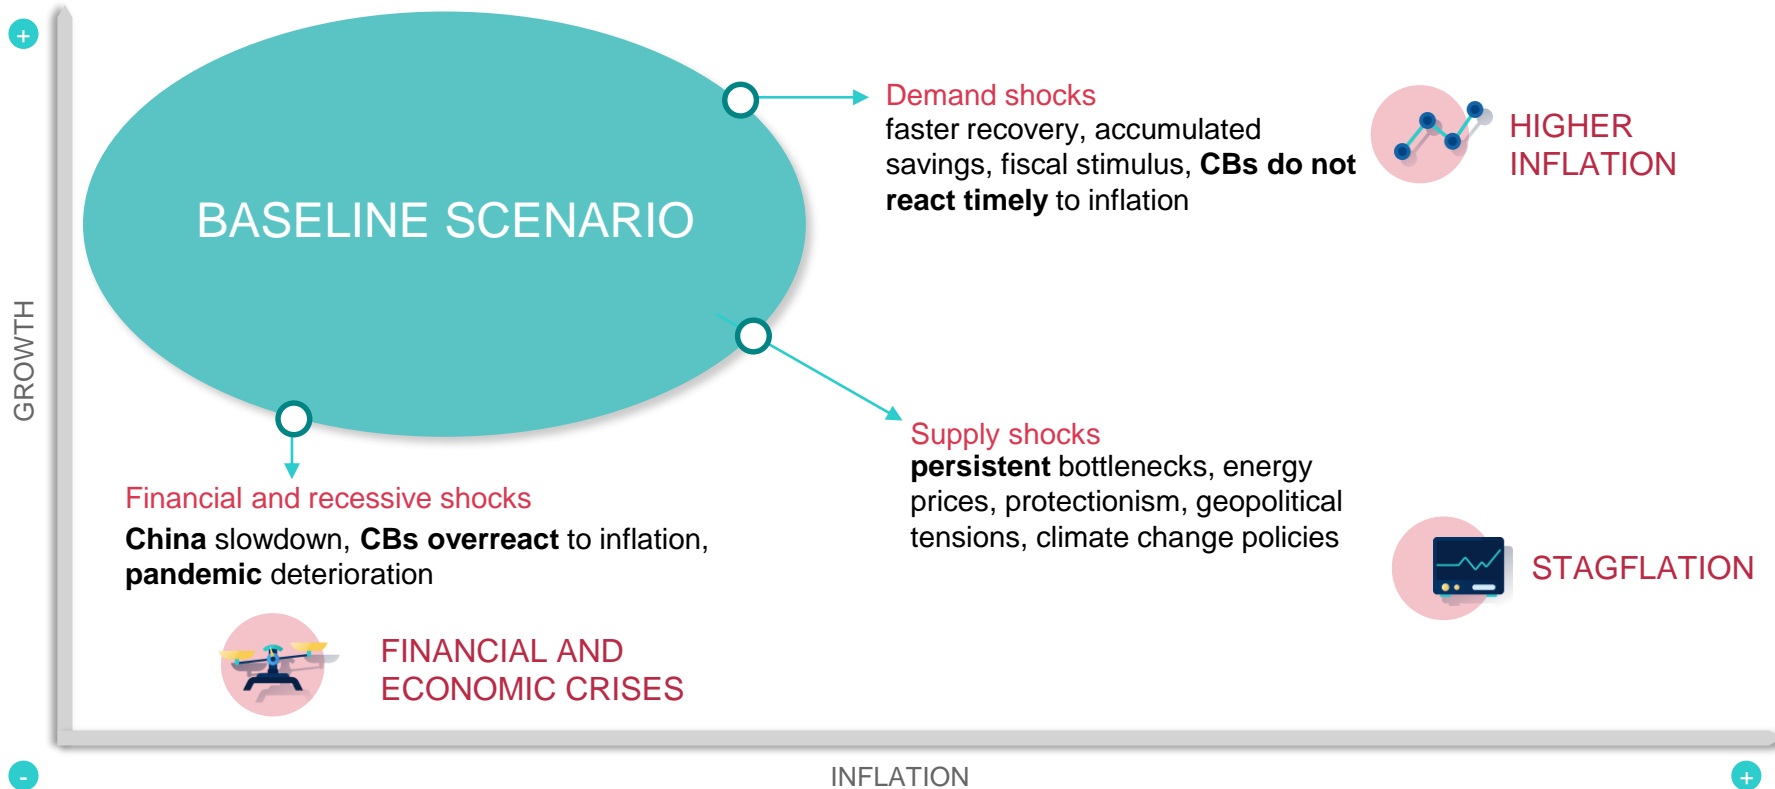 +
BASELINE SCENARIO
Demand shocks
faster recovery, accumulated
savings, fiscal stimulus, CBs do not
react timely to inflation
HIGHER
INFLATION
GROWTH
Supply shocks
persistent bottlenecks, energy
prices, protectionism, geopolitical
tensions, climate change policies
STAGFLATION
Financial and recessive shocks
China slowdown, CBs overreact to inflation,
pandemic deterioration
FINANCIAL AND
ECONOMIC CRISES
-
INFLATION
+